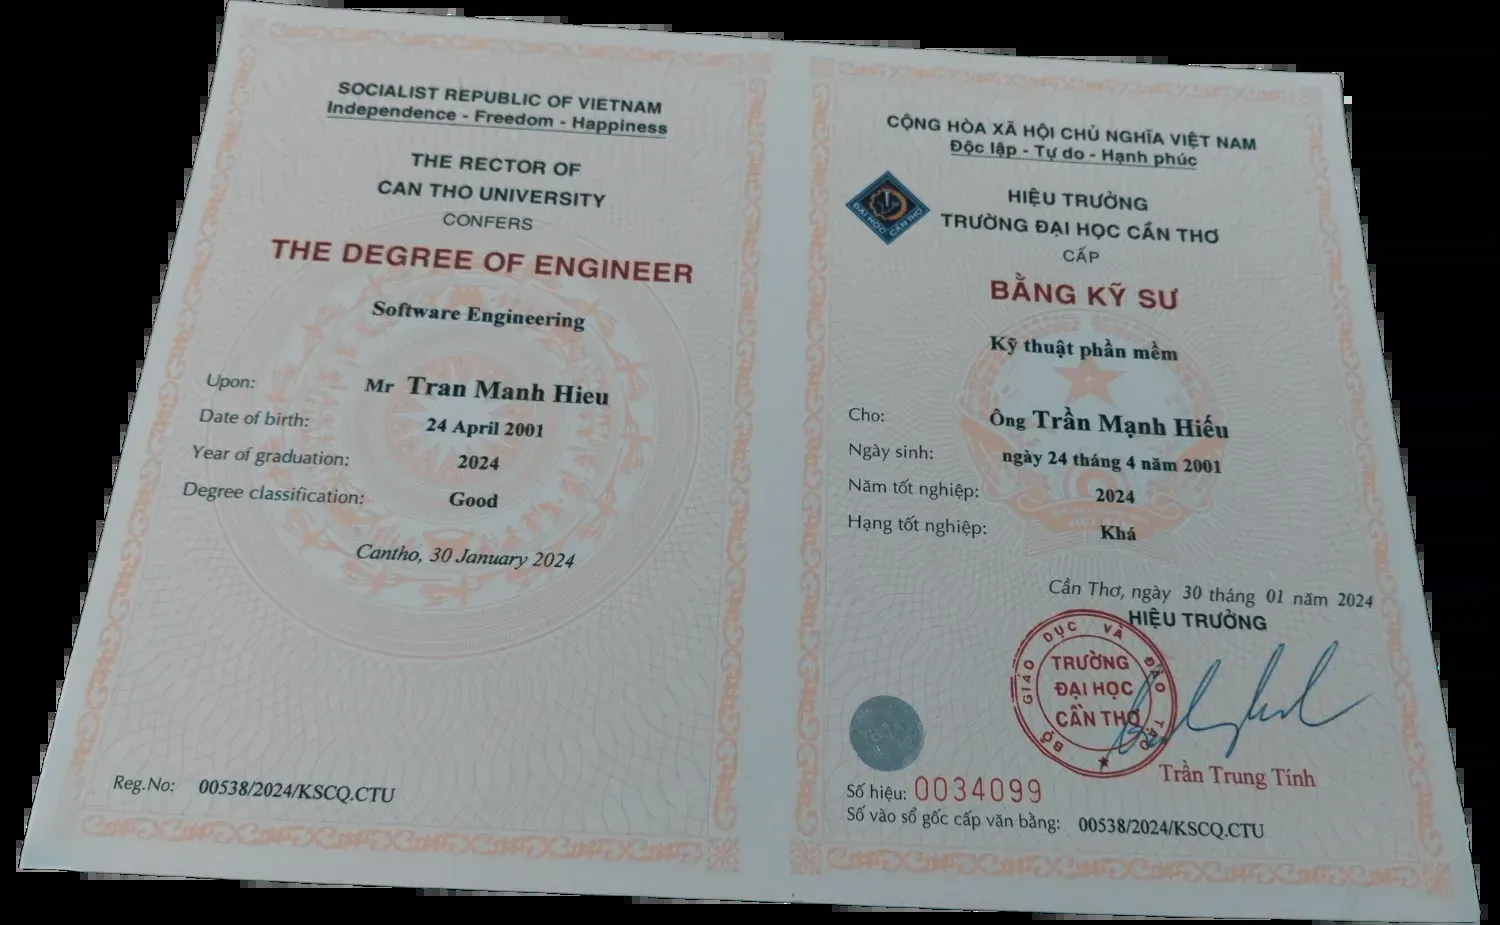 SOCIALIST REPUBLIC OF VIETNAM
Independence - Freedom - Happiness
THE RECTOR OF
CAN THO UNIVERSITY
CONFERS
THE DEGREE OF ENGINEER
Software Engineering
Upon: Mr Tran Manh Hieu
Date of birth: 24 April 2001
Year of graduation: 2024
Degree classification: Good
Cantho, 30 January 2024
Reg.No: 00538/2024/KSCQ.CTU
CỘNG HÒA XÃ HỘI CHỦ NGHĨA VIỆT NAM
Độc lập - Tự do - Hạnh phúc
ĐẠI HỌC CẦN THƠ
HIỆU TRƯỞNG
TRƯỜNG ĐẠI HỌC CẦN THƠ
CẤP
BẰNG KỸ SƯ
Kỹ thuật phần mềm
Cho: Ông Trần Mạnh Hiếu
Ngày sinh: ngày 24 tháng 4 năm 2001
Năm tốt nghiệp: 2024
Hạng tốt nghiệp: Khá
Cần Thơ, ngày 30 tháng 01 năm 2024
HIỆU TRƯỞNG
BỘ GIÁO DỤC VÀ ĐÀO TẠO
TRƯỜNG
ĐẠI HỌC
CẦN THƠ
Trần Trung Tính
Số hiệu: 0034099
Số vào sổ gốc cấp văn bằng: 00538/2024/KSCQ.CTU